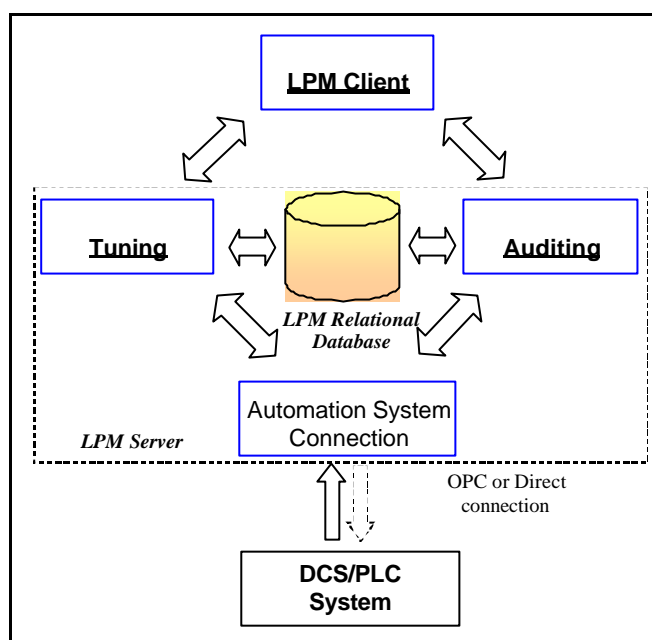 LPM Client
Tuning
Auditing
LPM Relational
Database
Automation System
Connection
LPM Server
OPC or Direct
connection
DCS/PLC
System